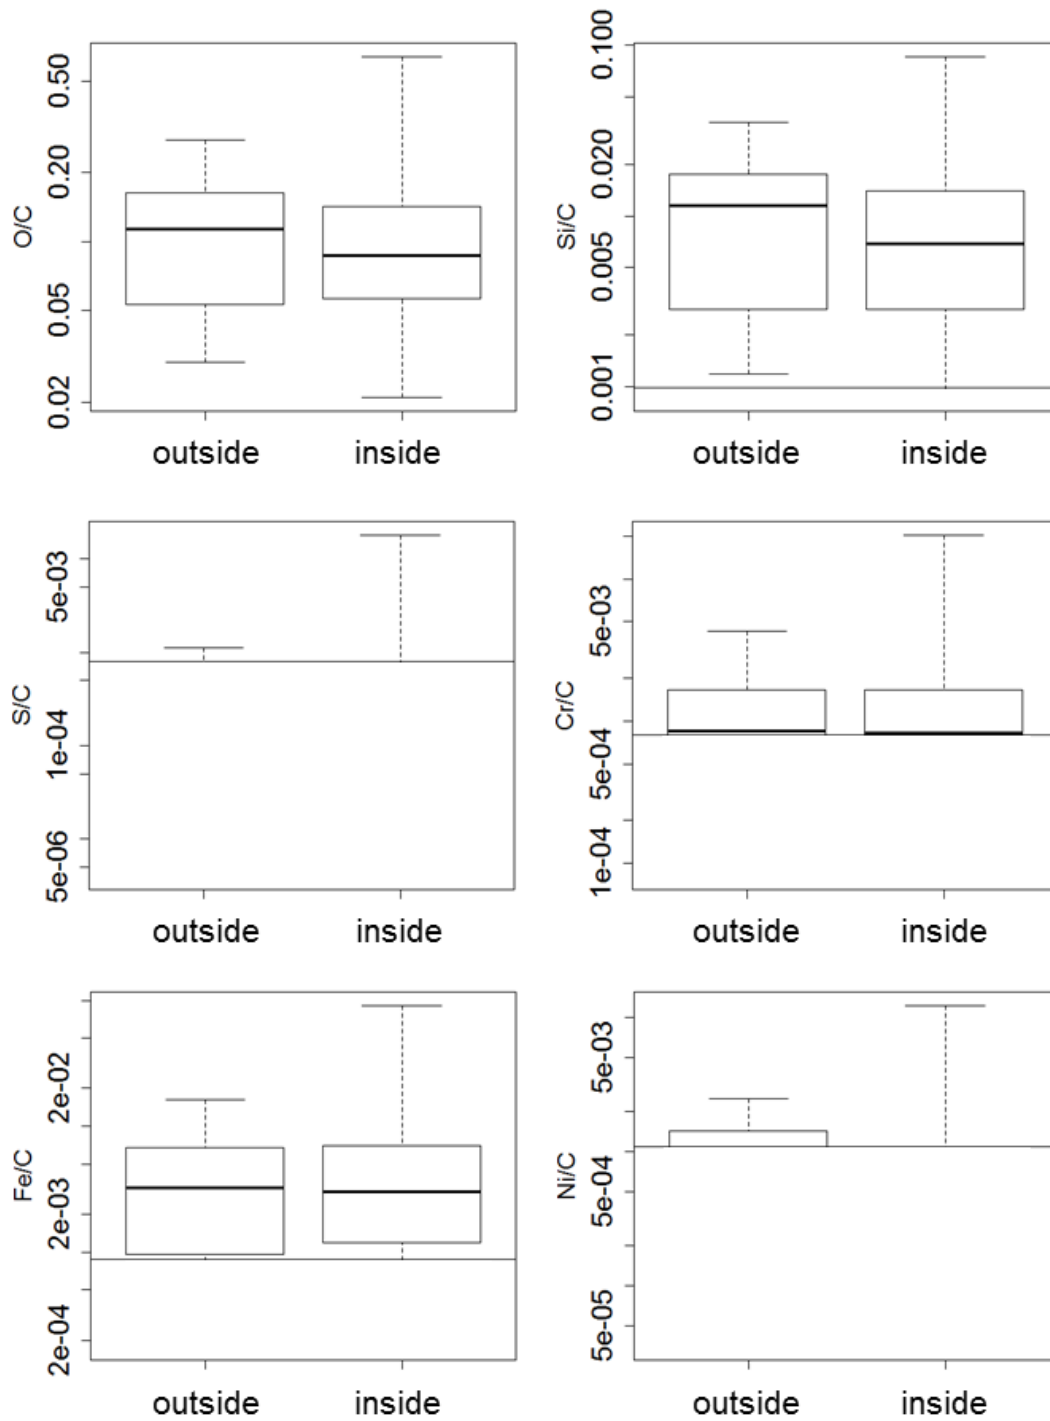 O/C
0.50
0.20
0.05
0.02
outside inside
Si/C
0.100
0.020
0.005
0.001
outside inside
S/C
5e-03
1e-04
5e-06
outside inside
Cr/C
5e-03
5e-04
1e-04
outside inside
Fe/C
2e-02
2e-03
2e-04
outside inside
Ni/C
5e-03
5e-04
5e-05
outside inside